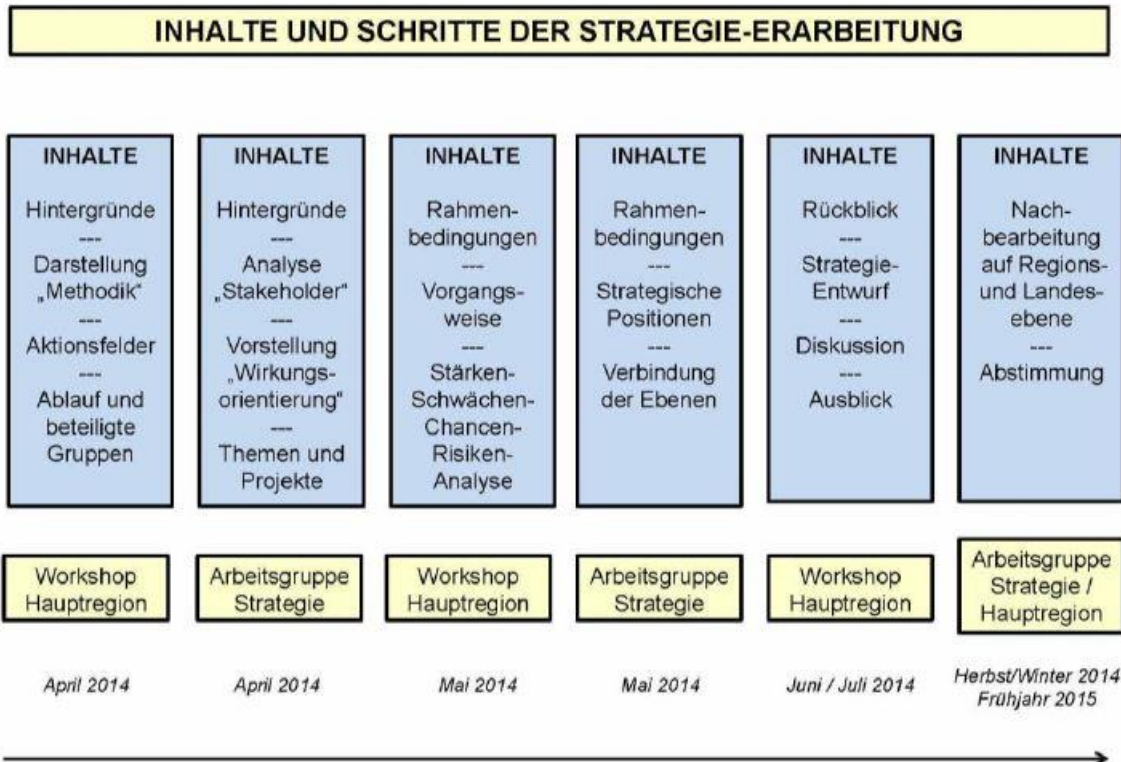 INHALTE UND SCHRITTE DER STRATEGIE-ERARBEITUNG
INHALTE
Hintergründe
---
Darstellung
„Methodik“
---
Aktionsfelder
---
Ablauf und
beteiligte
Gruppen
INHALTE
Hintergründe
---
Analyse
„Stakeholder“
---
Vorstellung
„Wirkungs-
orientierung“
---
Themen und
Projekte
INHALTE
Rahmen-
bedingungen
---
Vorgangs-
weise
---
Stärken-
Schwächen-
Chancen-
Risiken-
Analyse
INHALTE
Rahmen-
bedingungen
---
Strategische
Positionen
---
Verbindung
der Ebenen
INHALTE
Rückblick
---
Strategie-
Entwurf
---
Diskussion
---
Ausblick
INHALTE
Nach-
bearbeitung
auf Regions-
und Landes-
ebene
---
Abstimmung
Workshop
Hauptregion
Arbeitsgruppe
Strategie
Workshop
Hauptregion
Arbeitsgruppe
Strategie
Workshop
Hauptregion
Arbeitsgruppe
Strategie /
Hauptregion
April 2014
April 2014
Mai 2014
Mai 2014
Juni / Juli 2014
Herbst/Winter 2014
Frühjahr 2015